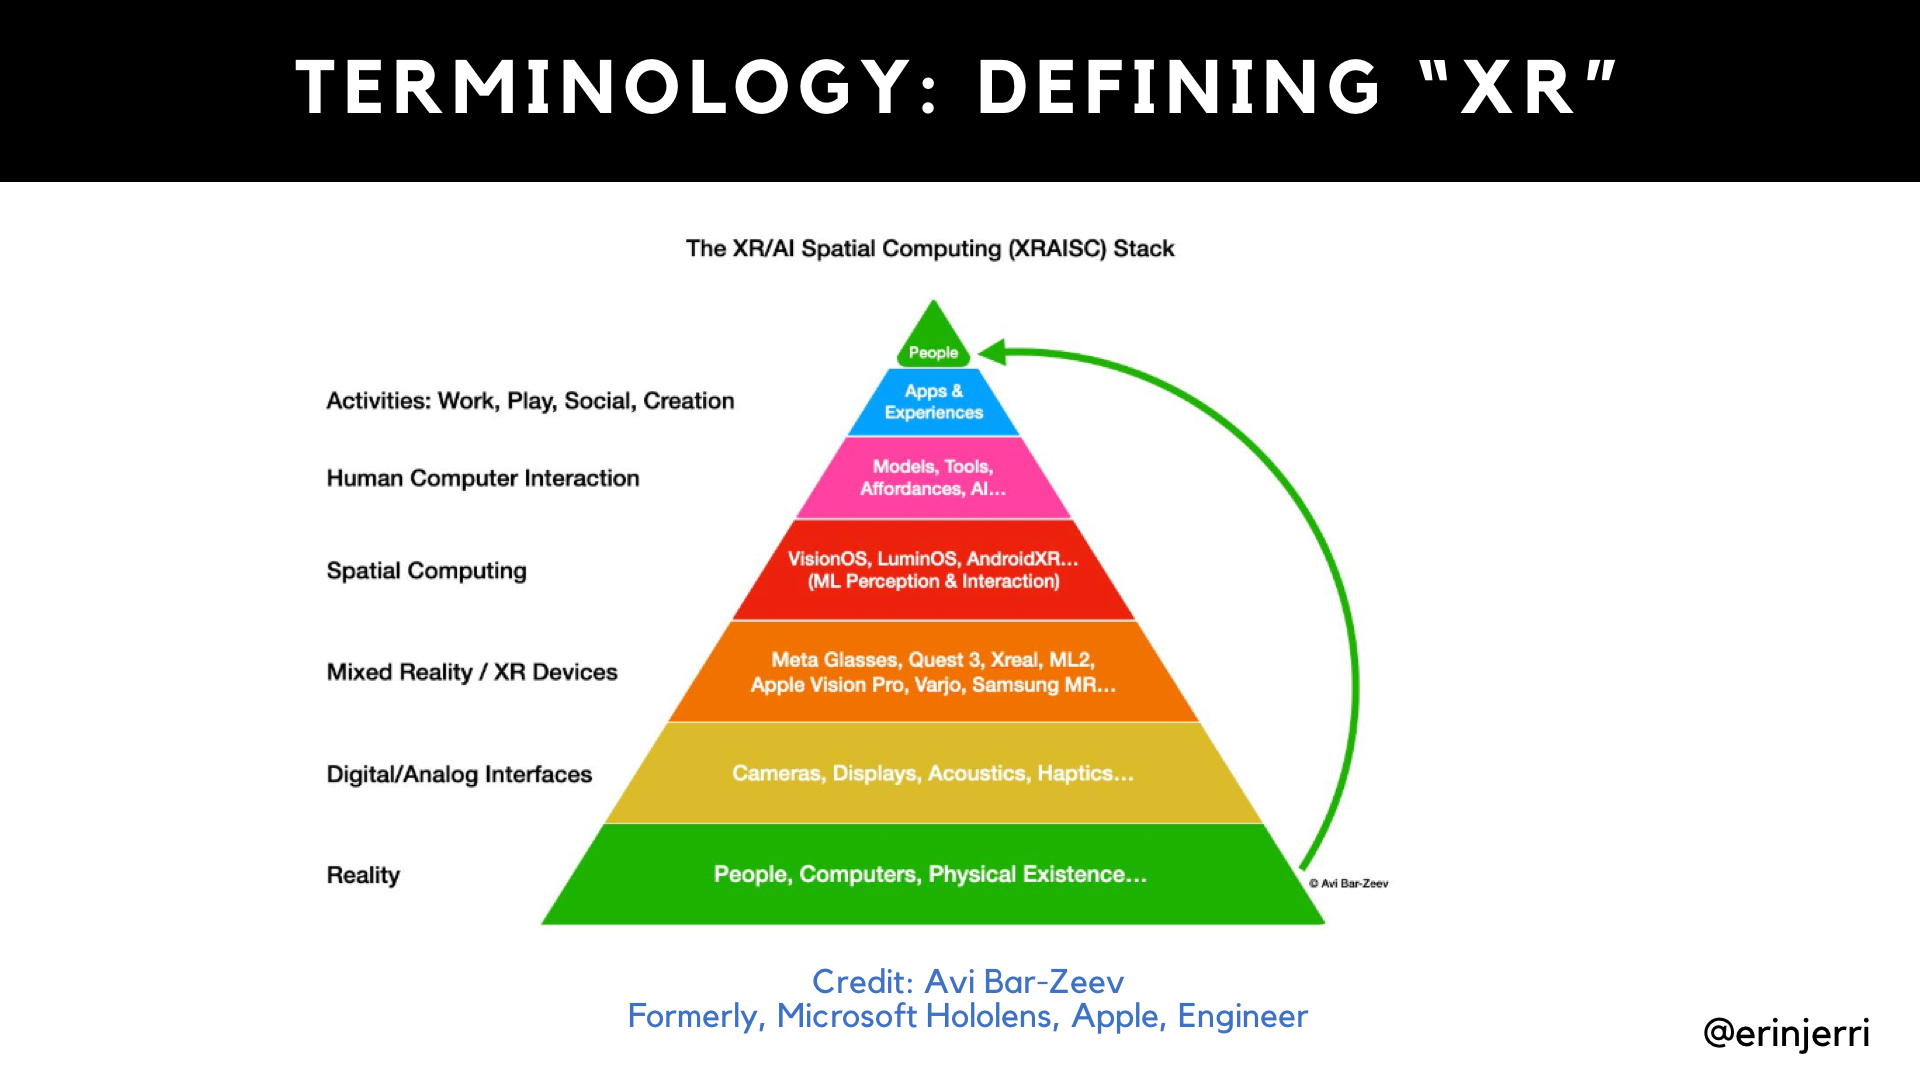 TERMINOLOGY: DEFINING “XR”
The XR/AI Spatial Computing (XRAISC) Stack
People
Activities: Work, Play, Social, Creation
Apps &
Experiences
Human Computer Interaction
Models, Tools,
Affordances, AI...
Spatial Computing
VisionOS, LuminOS, AndroidXR...
(ML Perception & Interaction)
Mixed Reality / XR Devices
Meta Glasses, Quest 3, Xreal, ML2,
Apple Vision Pro, Varjo, Samsung MR...
Digital/Analog Interfaces
Cameras, Displays, Acoustics, Haptics...
Reality
People, Computers, Physical Existence...
© Avi Bar-Zeev
Credit: Avi Bar-Zeev
Formerly, Microsoft Hololens, Apple, Engineer
@erinjerri